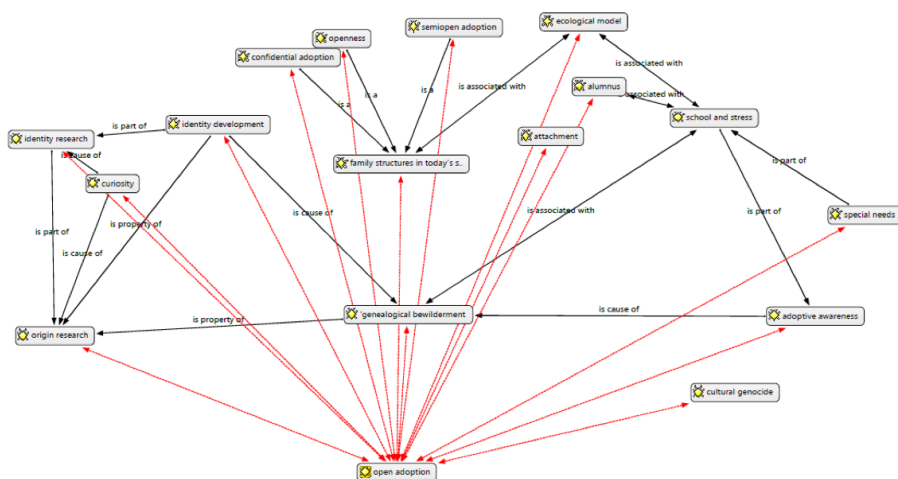 semiopen adoption
ecological model
openness
confidential adoption
is associated with
alumnus
is a
is a
is a
is associated with
associated with
school and stress
identity development
is part of
identity research
attachment
is cause of
family structures in today's s..
is part of
curiosity
is cause of
is property of
is associated with
special needs
is part of
is part of
is cause of
'genealogical bewilderment
is cause of
adoptive awareness
is property of
origin research
cultural genocide
open adoption